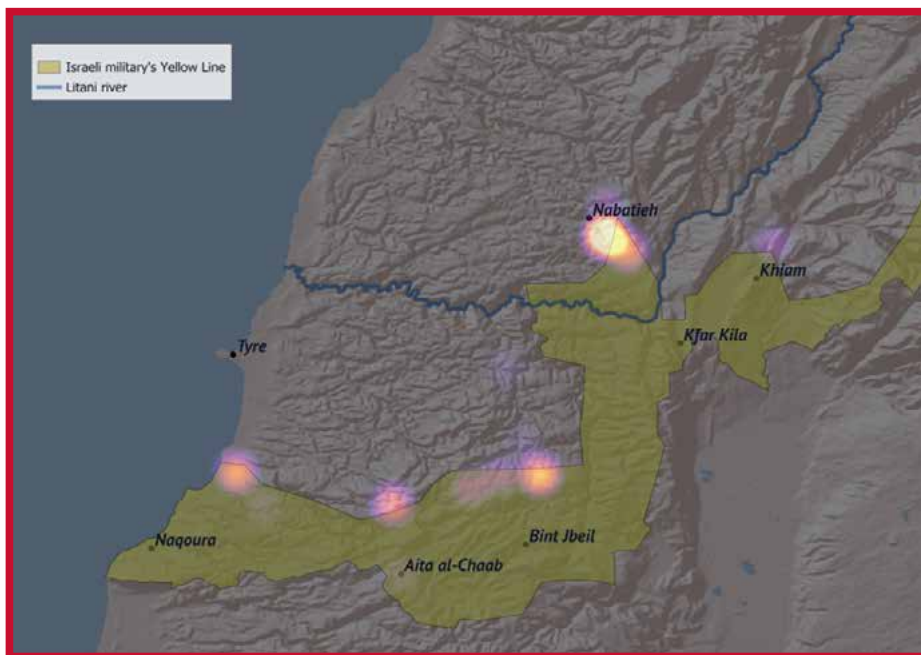 Israeli military's Yellow Line
Litani river
Nabatieh
Khiam
Kfar Kila
Tyre
Bint Jbeil
Naqoura
Aita al-Chaab